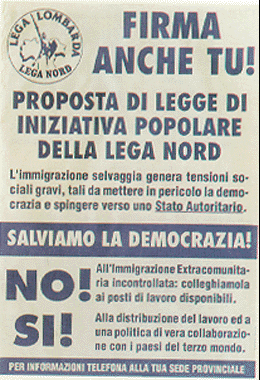 LEGA LOMBARDA
LEGA NORD
FIRMA
ANCHE TU!
PROPOSTA DI LEGGE DI
INIZIATIVA POPOLARE
DELLA LEGA NORD
L'immigrazione selvaggia genera tensioni so-
ciali gravi, tali da mettere in pericolo la demo-
crazia e spingere verso uno Stato Autoritario.
SALVIAMO LA DEMOCRAZIA!
NO!
All'Immigrazione Extracomunita-
ria incontrollata: colleghiamola
ai posti di lavoro disponibili.
SI!
Alla distribuzione del lavoro ed a
una politica di vera collaborazio-
ne con i paesi del terzo mondo.
PER INFORMAZIONI TELEFONA ALLA TUA SEDE PROVINCIALE